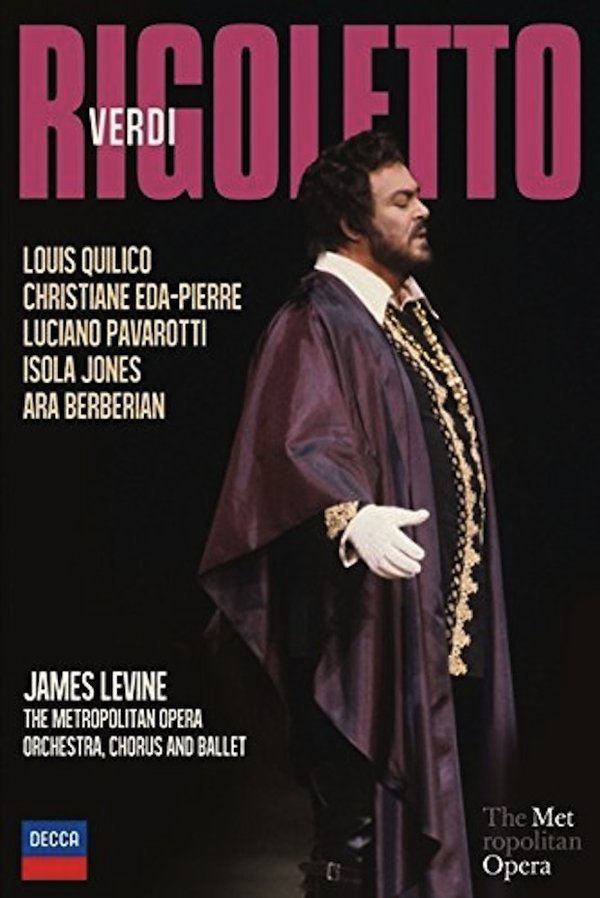 RIGOLETTO
VERDI
LOUIS QUILICO
CHRISTIANE EDA-PIERRE
LUCIANO PAVAROTTI
ISOLA JONES
ARA BERBERIAN
JAMES LEVINE
THE METROPOLITAN OPERA
ORCHESTRA, CHORUS AND BALLET
DECCA
The Met
ropolitan
Opera